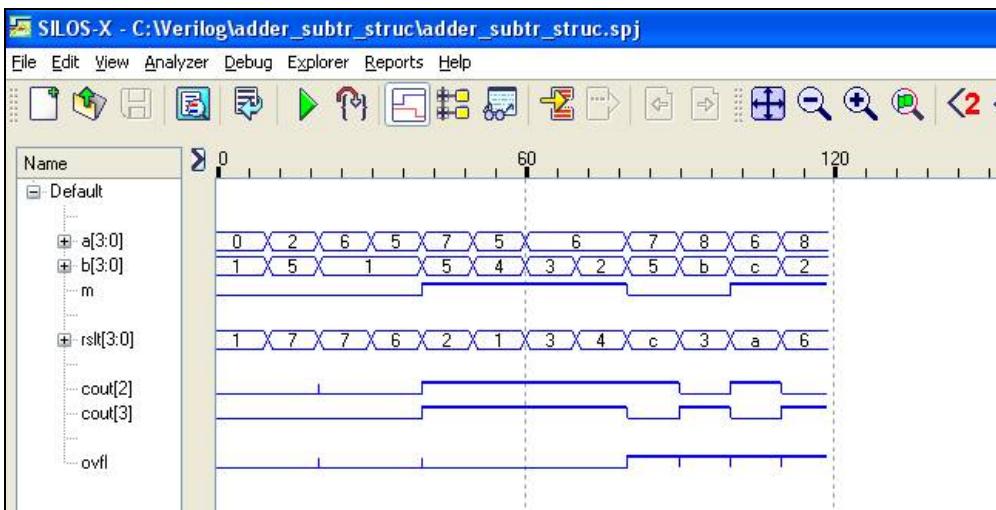 SILOS-X - C:\Verilog\adder_subtr_struc\adder_subtr_struc.spj
File Edit View Analyzer Debug Explorer Reports Help
2
Name 0 60 120
Default
a[3:0] 0 2 6 5 7 5 6 7 8 6 8
b[3:0] 1 5 1 5 4 3 2 5 b c 2
m
rslt[3:0] 1 7 7 6 2 1 3 4 c 3 a 6
cout[2]
cout[3]
ovfl